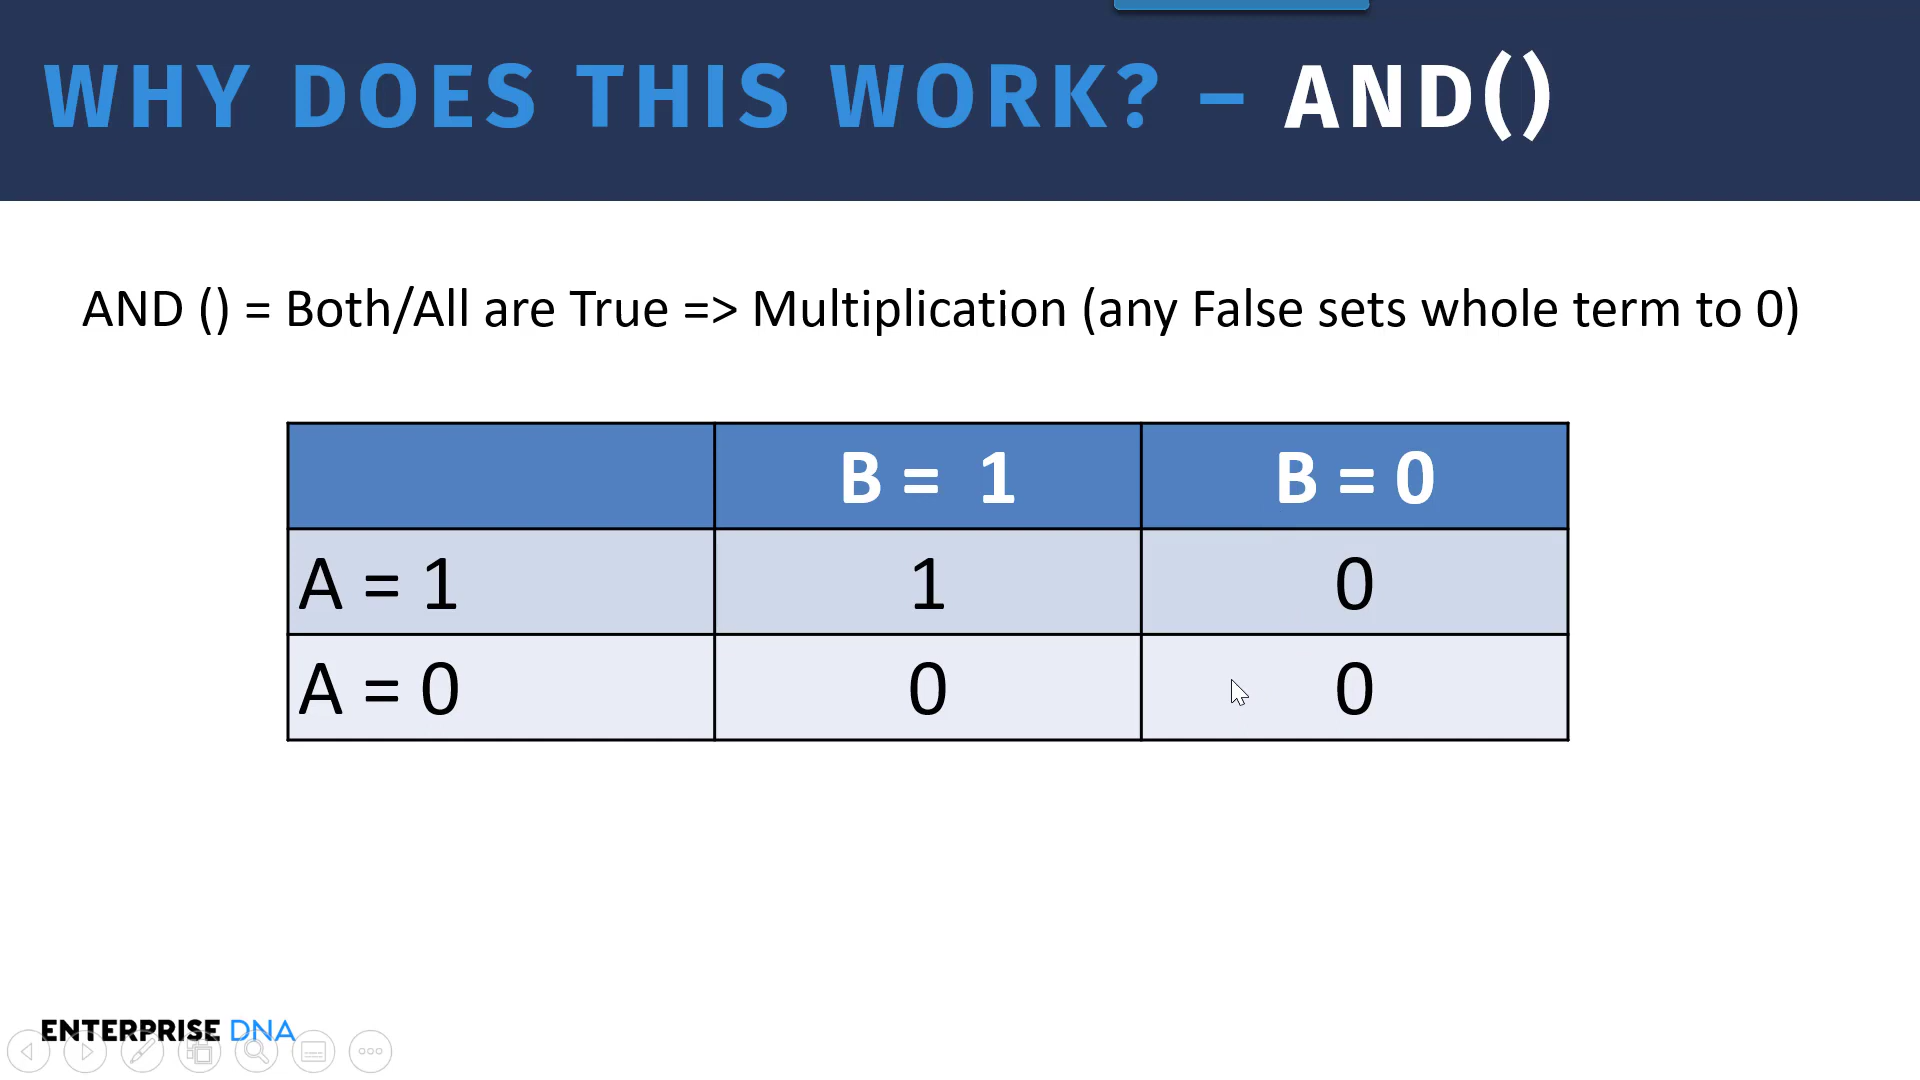 WHY DOES THIS WORK? – AND()
AND () = Both/All are True => Multiplication (any False sets whole term to 0)
B = 1 B = 0
A = 1 1 0
A = 0 0 0
ENTERPRISE DNA